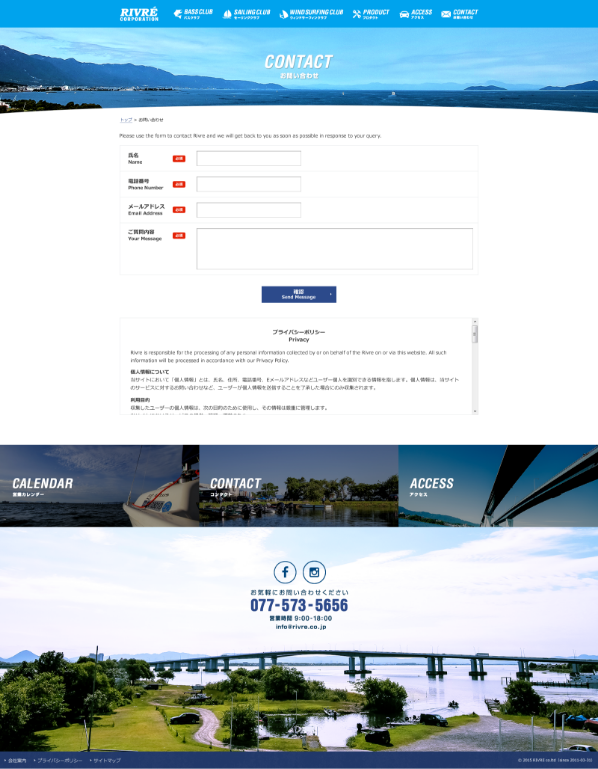 RIVRÉ
CORPORATION
BASS CLUB
バスクラブ
SAILING CLUB
セーリングクラブ
WIND SURFING CLUB
ウィンドサーフィンクラブ
PRODUCT
プロダクト
ACCESS
アクセス
CONTACT
お問い合わせ
CONTACT
お問い合わせ
トップ > お問い合わせ
Please use the form to contact Rivre and we will get back to you as soon as possible in response to your query.
氏名
Name
必須
電話番号
Phone Number
必須
メールアドレス
Email Address
必須
ご質問内容
Your Message
必須
確認
Send Message
プライバシーポリシー
Privacy
Rivre is responsible for the processing of any personal information collected by or on behalf of the Rivre on or via this website. All such
information will be processed in accordance with our Privacy Policy.
個人情報について
当サイトにおいて「個人情報」とは、氏名、住所、電話番号、Eメールアドレスなどユーザー個人を識別できる情報を指します。個人情報は、当サイト
のサービスに対するお問い合わせなど、ユーザーが個人情報を送信することを了承した場合にのみ収集されます。
利用目的
収集したユーザーの個人情報は、次の目的のために使用し、その情報は厳重に管理します。
CALENDAR
営業カレンダー
CONTACT
コンタクト
ACCESS
アクセス
お気軽にお問い合わせください
077-573-5656
営業時間 9:00-18:00
info@rivre.co.jp
会社案内
プライバシーポリシー
サイトマップ